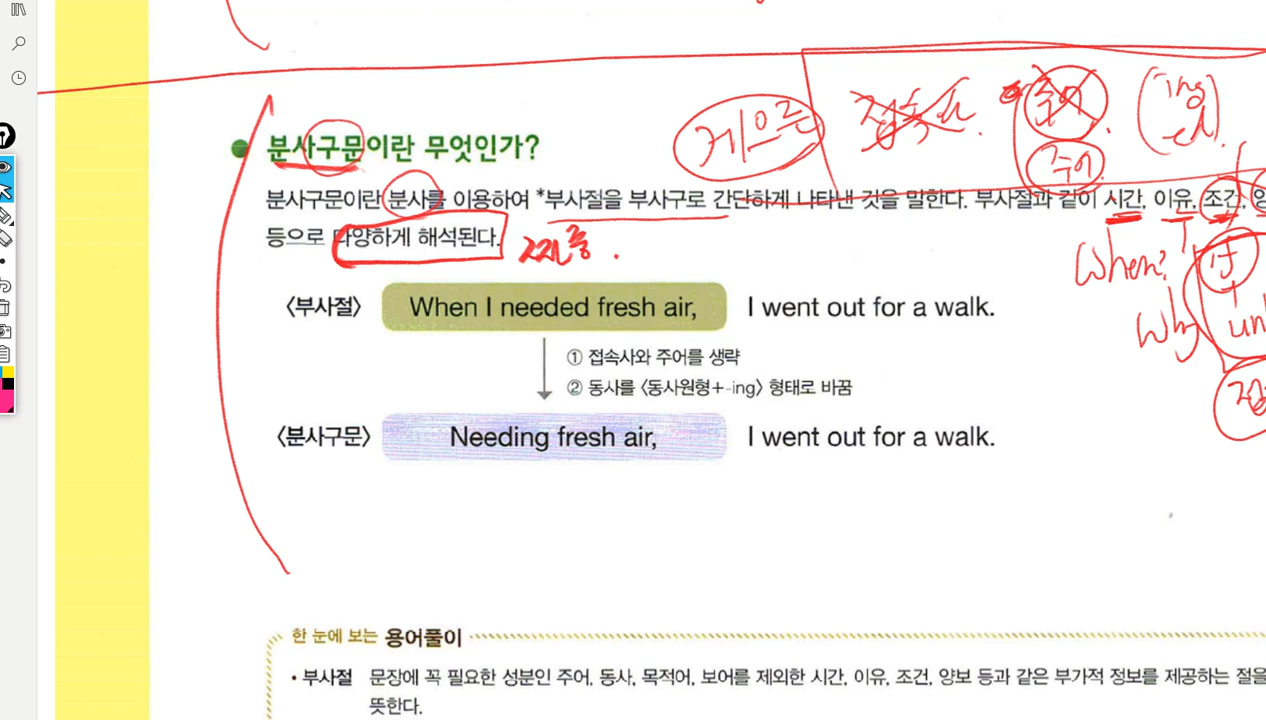 게으른 접속사. 주어. (ing
주어 ed).
분사구문이란 무엇인가?
분사구문이란 분사를 이용하여 *부사절을 부사구로 간단하게 나타낸 것을 말한다. 부사절과 같이 시간, 이유, 조건,
등으로 다양하게 해석된다.
When?
if
Why
〈부사절〉 When I needed fresh air, I went out for a walk.
① 접속사와 주어를 생략
② 동사를 〈동사원형+-ing〉 형태로 바꿈
〈분사구문〉 Needing fresh air, I went out for a walk.
한 눈에 보는 용어풀이
• 부사절 문장에 꼭 필요한 성분인 주어, 동사, 목적어, 보어를 제외한 시간, 이유, 조건, 양보 등과 같은 부가적 정보를 제공하는 절을
뜻한다.